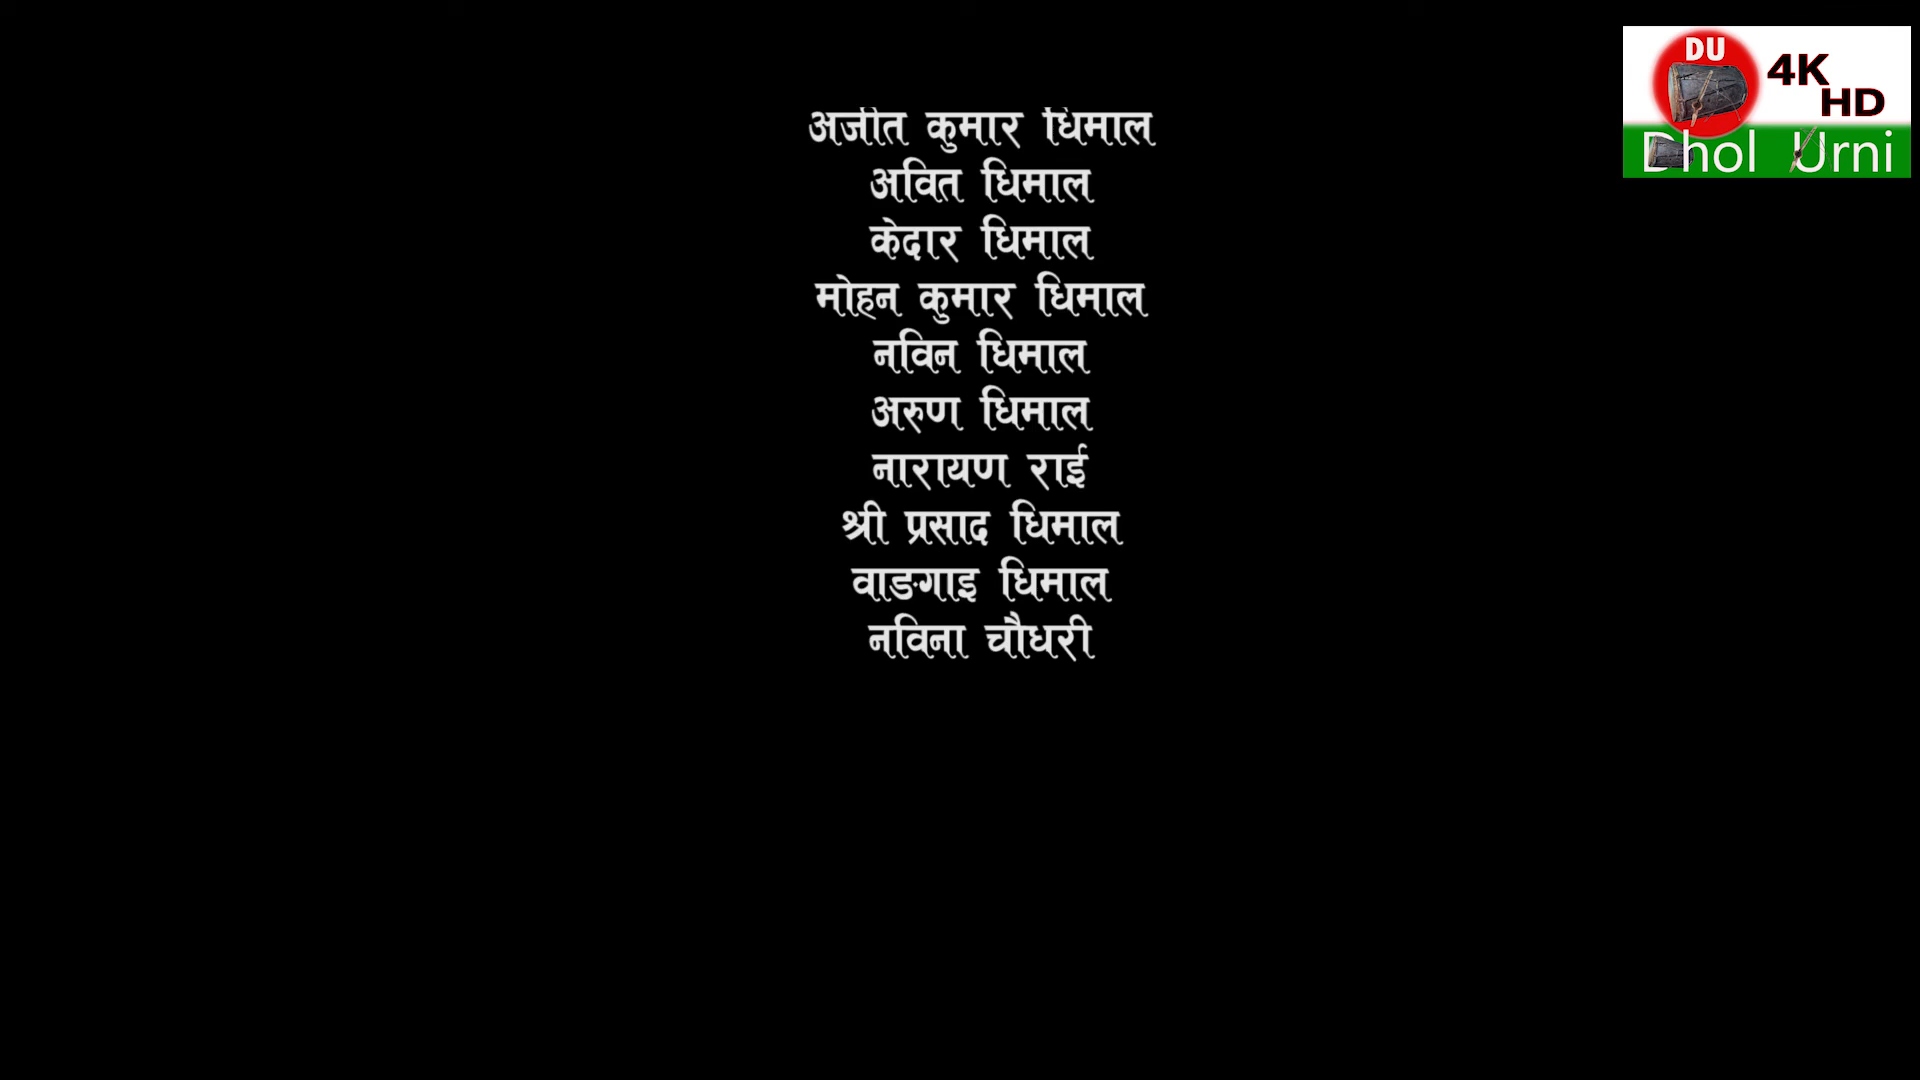 अजीत कुमार धिमाल
अवित धिमाल
केदार धिमाल
मोहन कुमार धिमाल
नविन धिमाल
अरुण धिमाल
नारायण राई
श्री प्रसाद धिमाल
वाङगाइ धिमाल
नविना चौधरी
DU
4K
HD
Dhol Urni